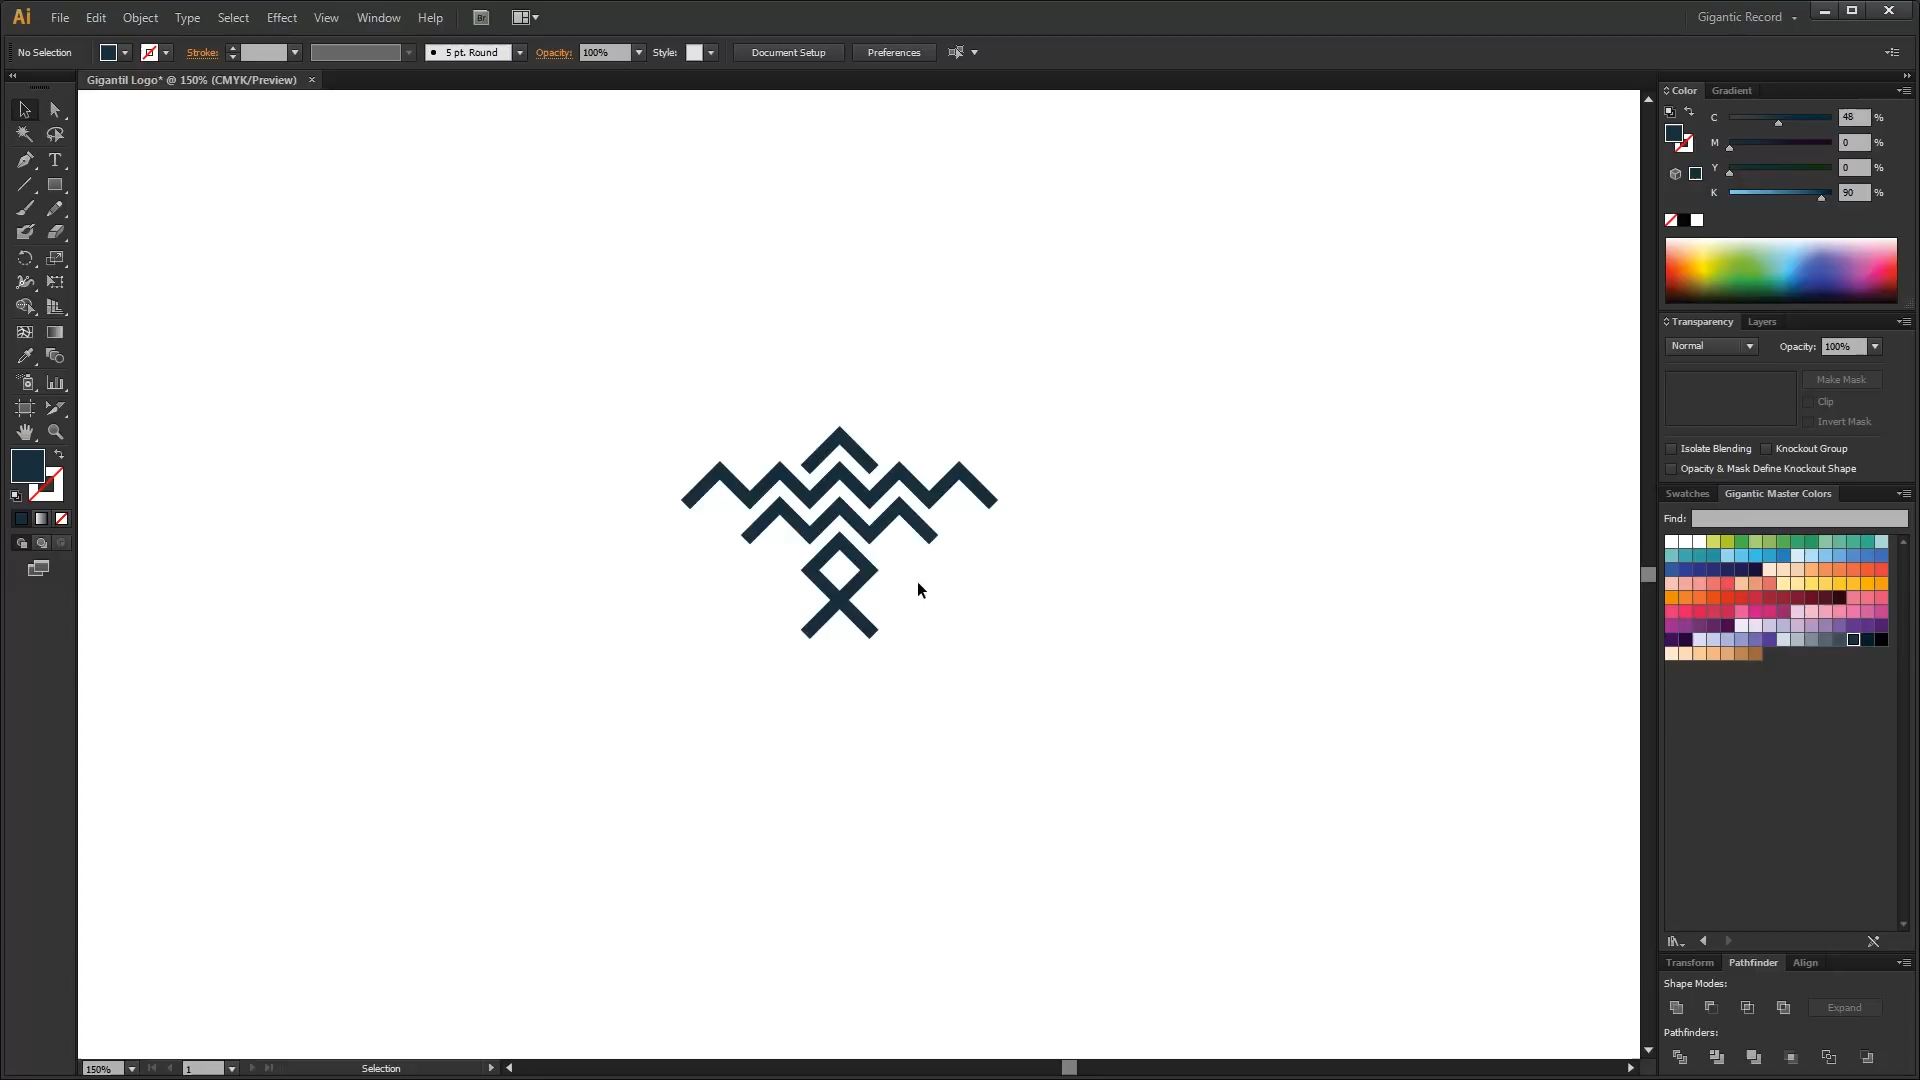 Ai File Edit Object Type Select Effect View Window Help Br Gigantic Record
No Selection Stroke: 5 pt. Round Opacity: 100% Style: Document Setup Preferences
Gigantil Logo* @ 150% (CMYK/Preview) ×
Color Gradient
C 48 %
M 0 %
Y 0 %
K 90 %
Transparency Layers
Normal Opacity: 100%
Make Mask
Clip
Invert Mask
Isolate Blending Knockout Group
Opacity & Mask Define Knockout Shape
Swatches Gigantic Master Colors
Find:
Transform Pathfinder Align
Shape Modes:
Expand
Pathfinders:
150% 1 Selection